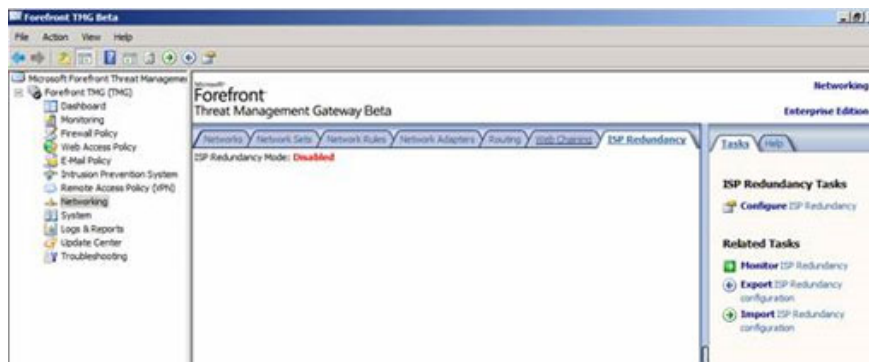 Forefront TMG Beta
File Action View Help
Microsoft Forefront Threat Manageme
Forefront TMG (TMG)
Dashboard
Monitoring
Firewall Policy
Web Access Policy
E-Mail Policy
Intrusion Prevention System
Remote Access Policy (VPN)
Networking
System
Logs & Reports
Update Center
Troubleshooting
Microsoft
Forefront
Threat Management Gateway Beta
Networking
Enterprise Edition
Networks Network Sets Network Rules Network Adapters Routing Web Chaining ISP Redundancy
ISP Redundancy Mode: Disabled
Tasks Help
ISP Redundancy Tasks
Configure ISP Redundancy
Related Tasks
Monitor ISP Redundancy
Export ISP Redundancy
configuration
Import ISP Redundancy
configuration